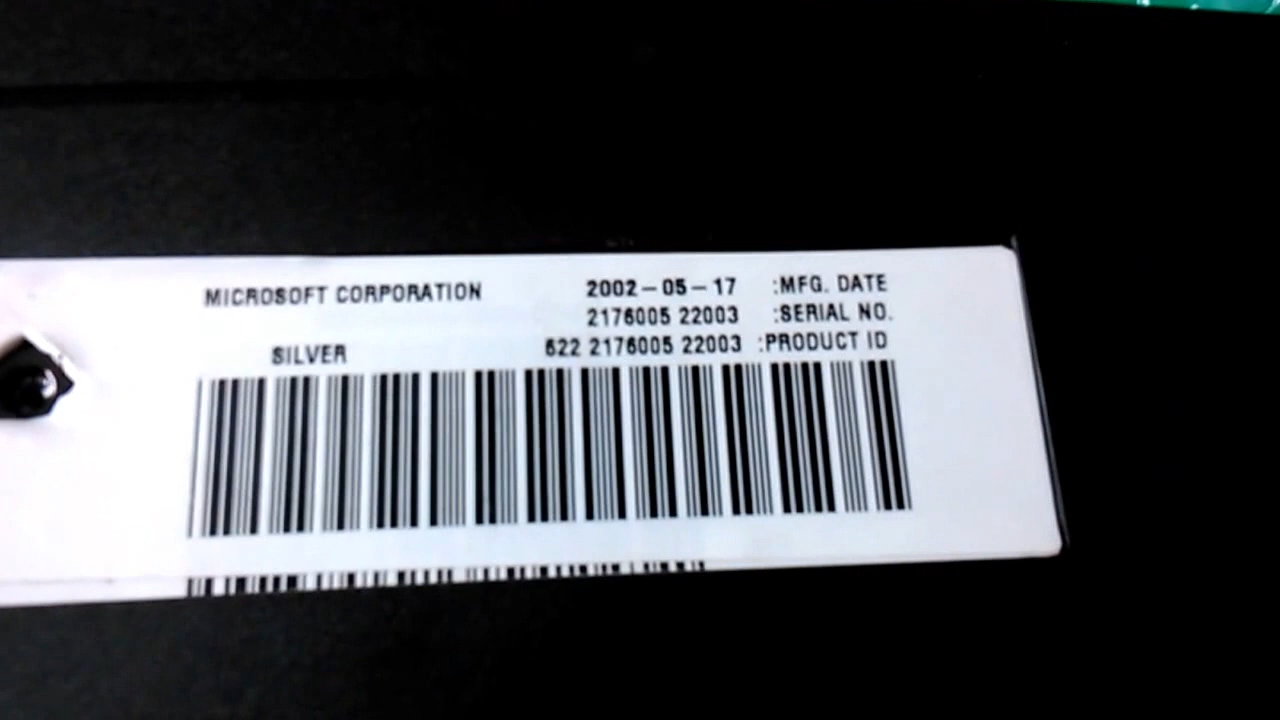 MICROSOFT CORPORATION 2002-05-17 :MFG. DATE
2176005 22003 :SERIAL NO.
SILVER 622 2176005 22003 :PRODUCT ID